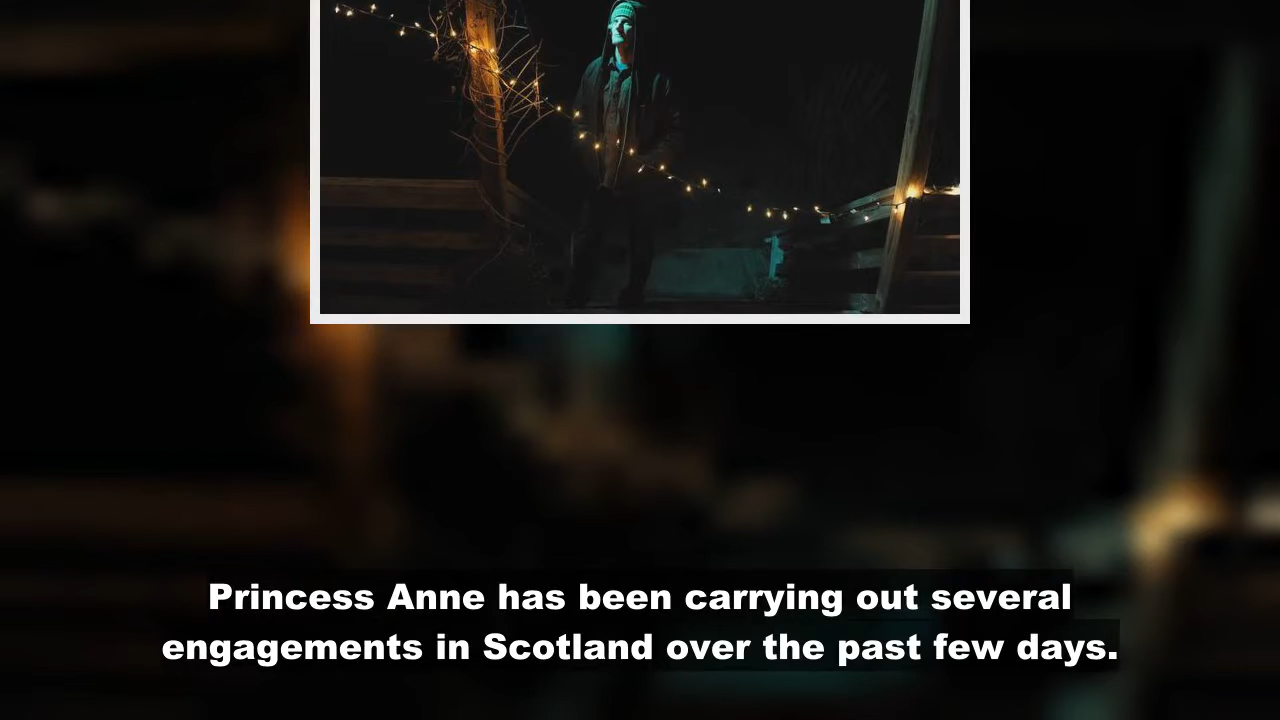 Princess Anne has been carrying out several
engagements in Scotland over the past few days.